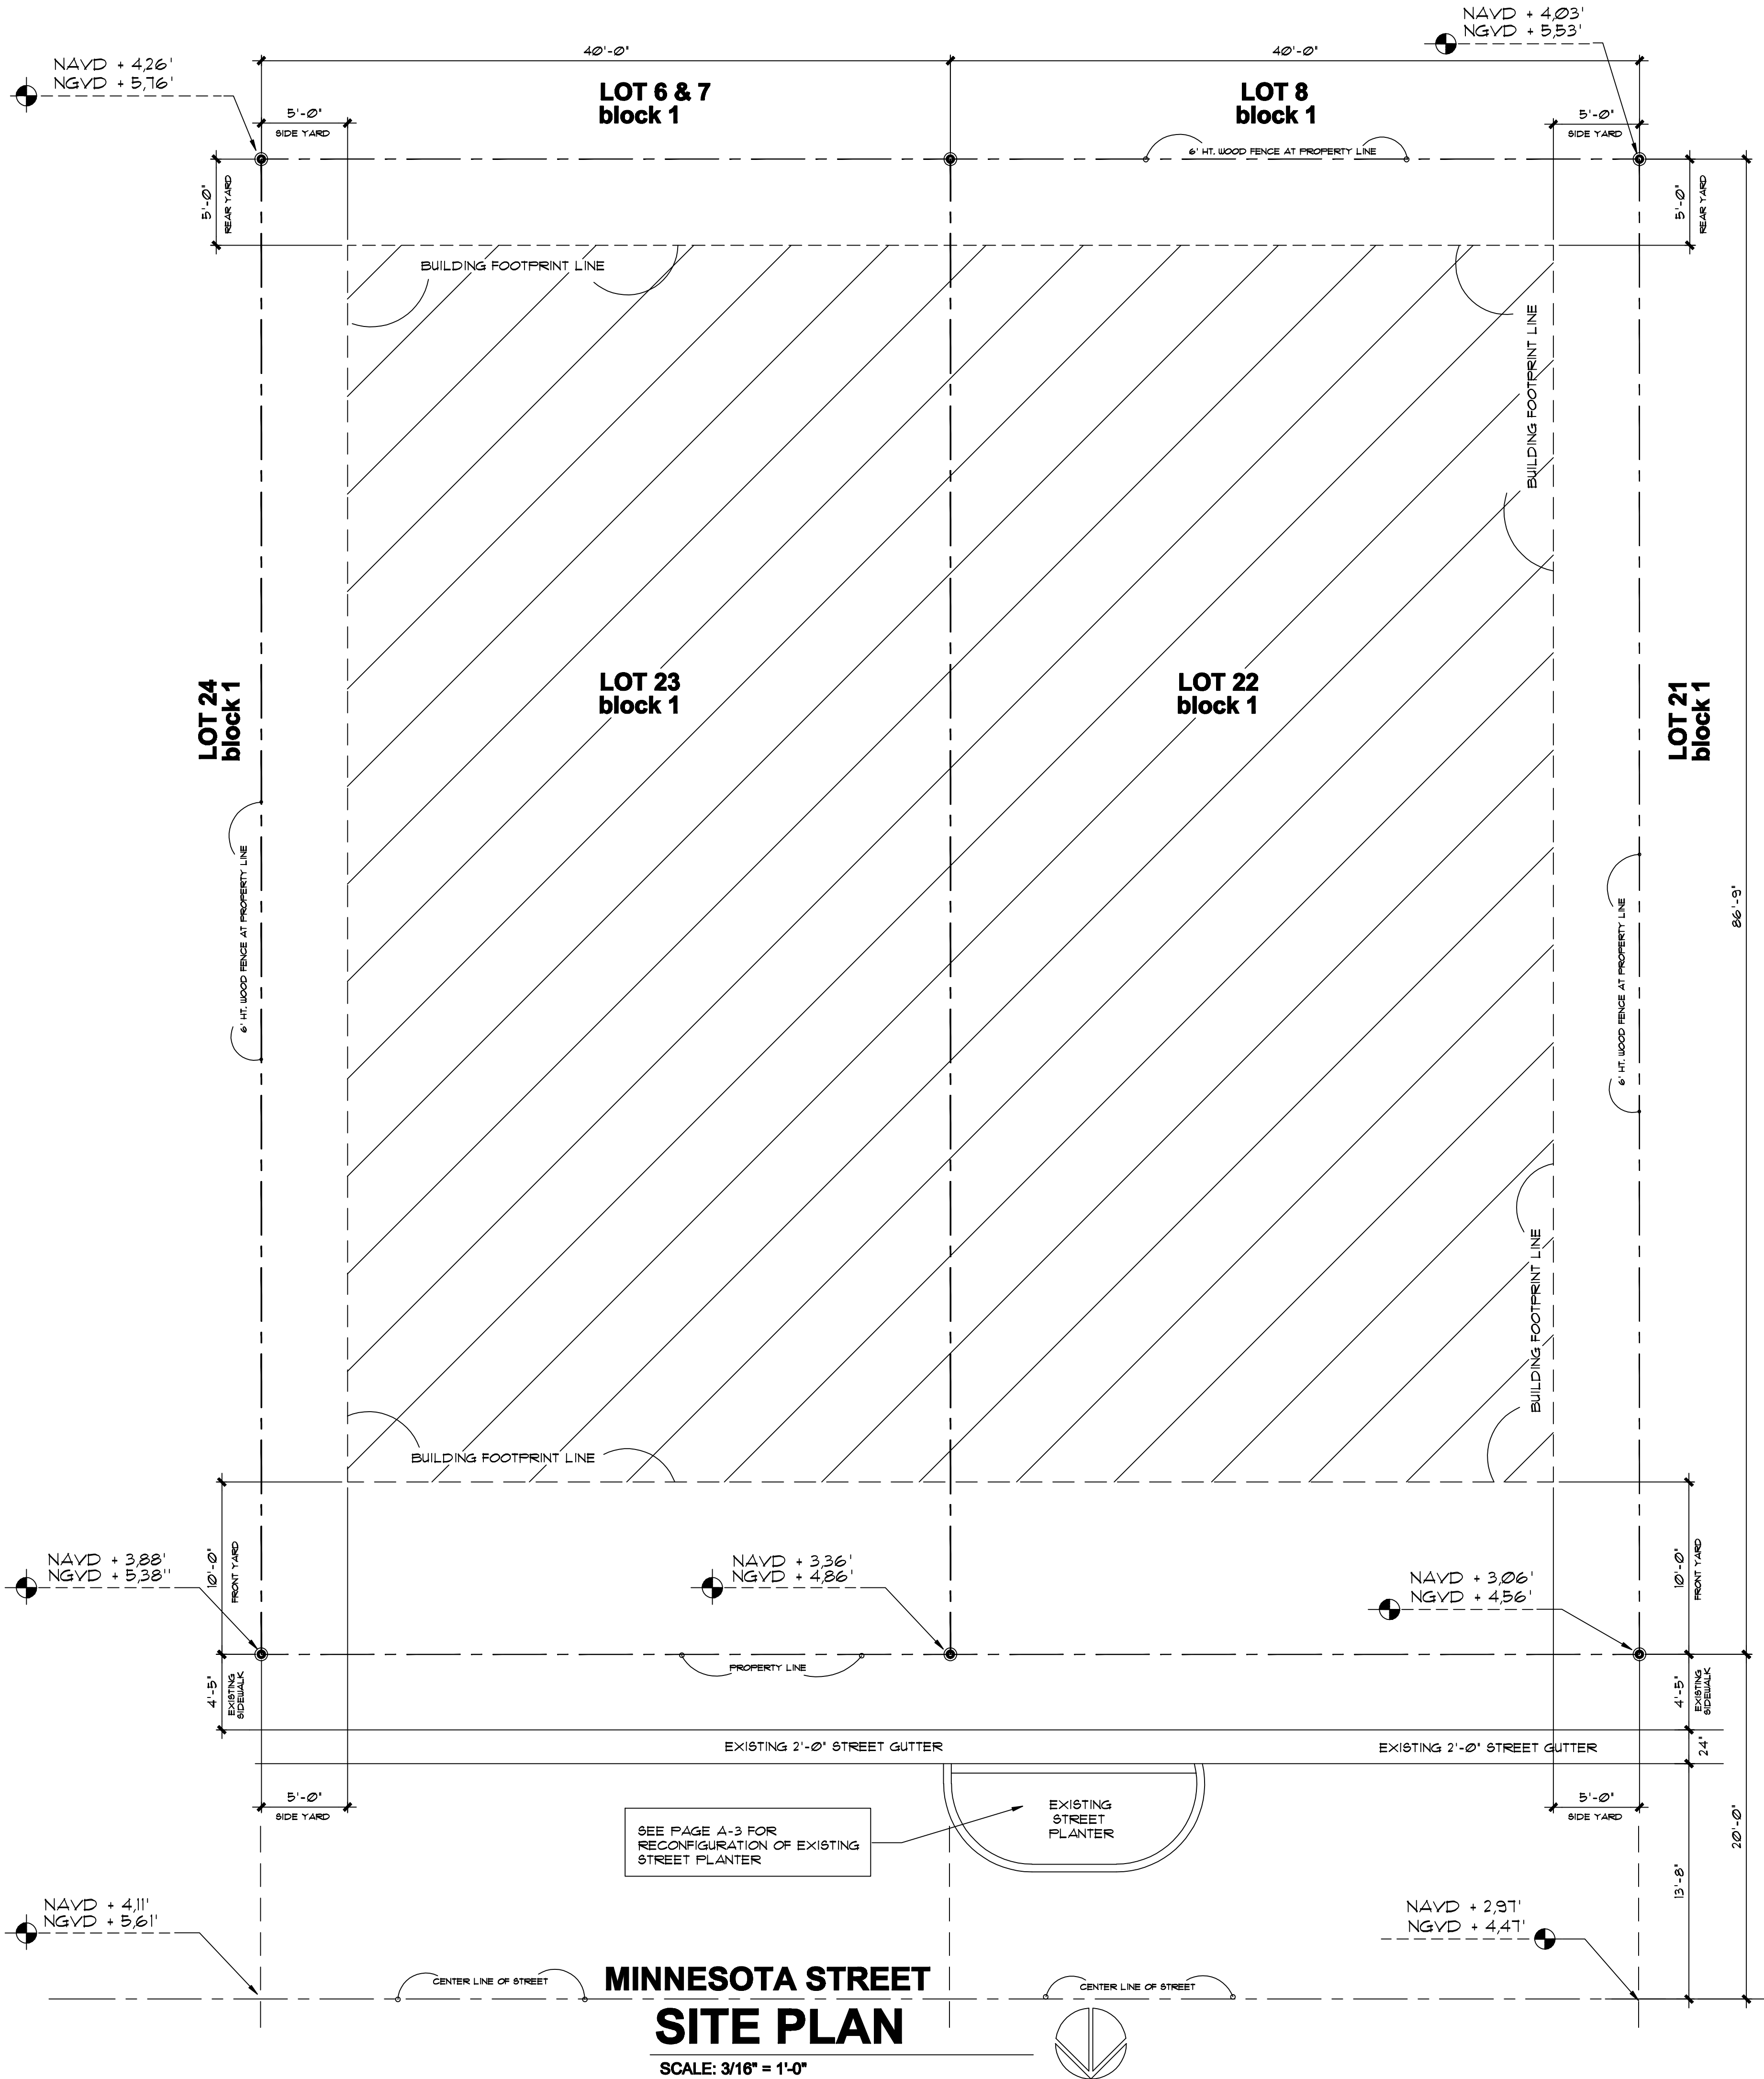 NAVD + 4,03'
NGVD + 5,53'
NAVD + 4,26'
NGVD + 5,76'
40'-0"
40'-0"
LOT 6 & 7
block 1
LOT 8
block 1
5'-0"
SIDE YARD
5'-0"
SIDE YARD
6' HT. WOOD FENCE AT PROPERTY LINE
5'-0"
REAR YARD
5'-0"
REAR YARD
BUILDING FOOTPRINT LINE
BUILDING FOOTPRINT LINE
LOT 24
block 1
LOT 23
block 1
LOT 22
block 1
LOT 21
block 1
6' HT. WOOD FENCE AT PROPERTY LINE
6' HT. WOOD FENCE AT PROPERTY LINE
86'-9"
BUILDING FOOTPRINT LINE
BUILDING FOOTPRINT LINE
NAVD + 3,88'
NGVD + 5,38''
10'-0"
FRONT YARD
NAVD + 3,36'
NGVD + 4,86'
NAVD + 3,06'
NGVD + 4,56'
10'-0"
FRONT YARD
PROPERTY LINE
4'-5"
EXISTING
SIDEWALK
4'-5"
EXISTING
SIDEWALK
EXISTING 2'-0" STREET GUTTER
EXISTING 2'-0" STREET GUTTER
24"
5'-0"
SIDE YARD
5'-0"
SIDE YARD
EXISTING
STREET
PLANTER
SEE PAGE A-3 FOR
RECONFIGURATION OF EXISTING
STREET PLANTER
20'-0"
13'-8"
NAVD + 4,11'
NGVD + 5,61'
NAVD + 2,97'
NGVD + 4,47'
CENTER LINE OF STREET
MINNESOTA STREET
CENTER LINE OF STREET
SITE PLAN
SCALE: 3/16" = 1'-0"